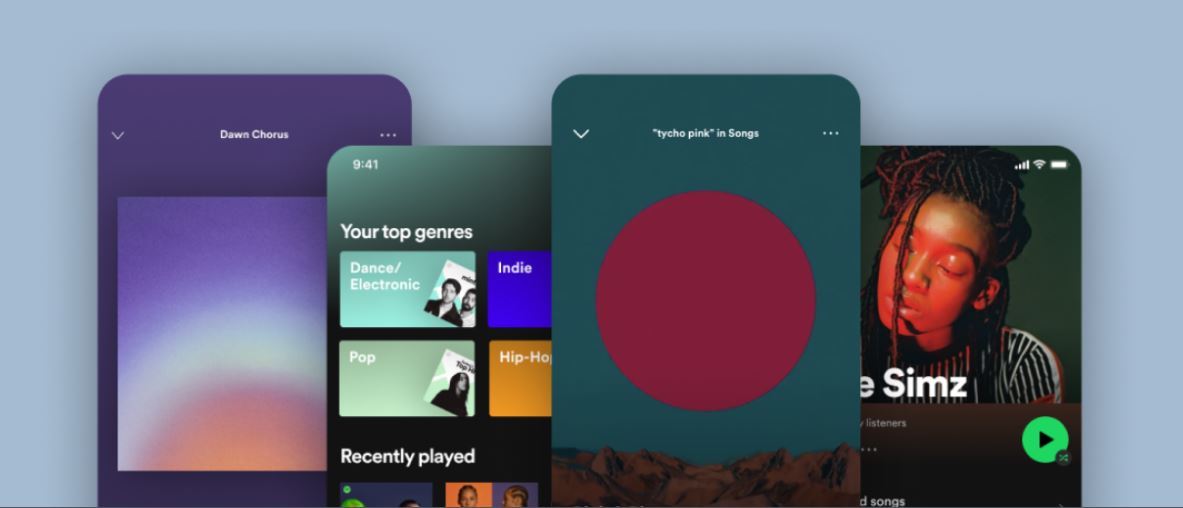 Dawn Chorus
9:41
Your top genres
Dance/
Electronic
Indie
Pop
Hip-Hop
Recently played
"tycho pink" in Songs
e Simz
y listeners
d songs